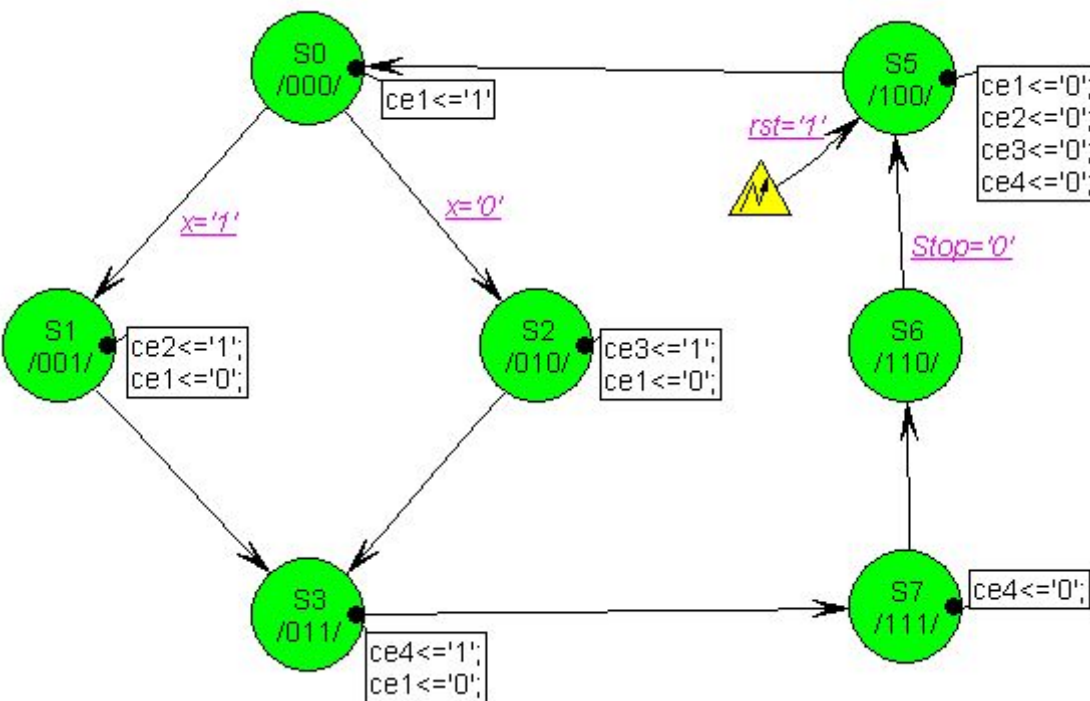 S0
/000/
ce1<='1'
S5
/100/
ce1<='0';
ce2<='0';
ce3<='0';
ce4<='0';
rst='1'
x='1'
x='0'
Stop='0'
S1
/001/
ce2<='1';
ce1<='0';
S2
/010/
ce3<='1';
ce1<='0';
S6
/110/
S3
/011/
ce4<='1';
ce1<='0';
S7
/111/
ce4<='0';